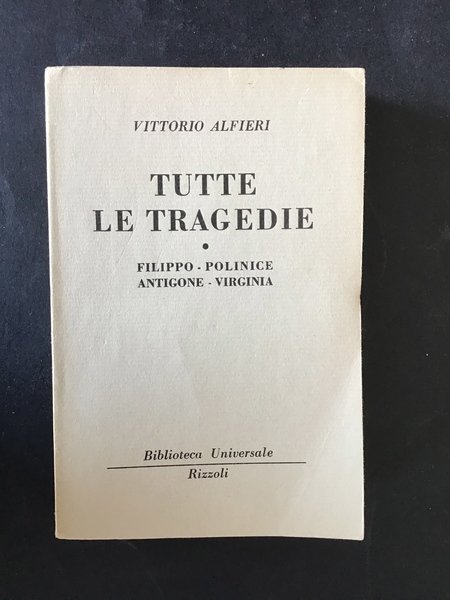 VITTORIO ALFIERI
TUTTE
LE TRAGEDIE
•
FILIPPO - POLINICE
ANTIGONE - VIRGINIA
Biblioteca Universale
Rizzoli